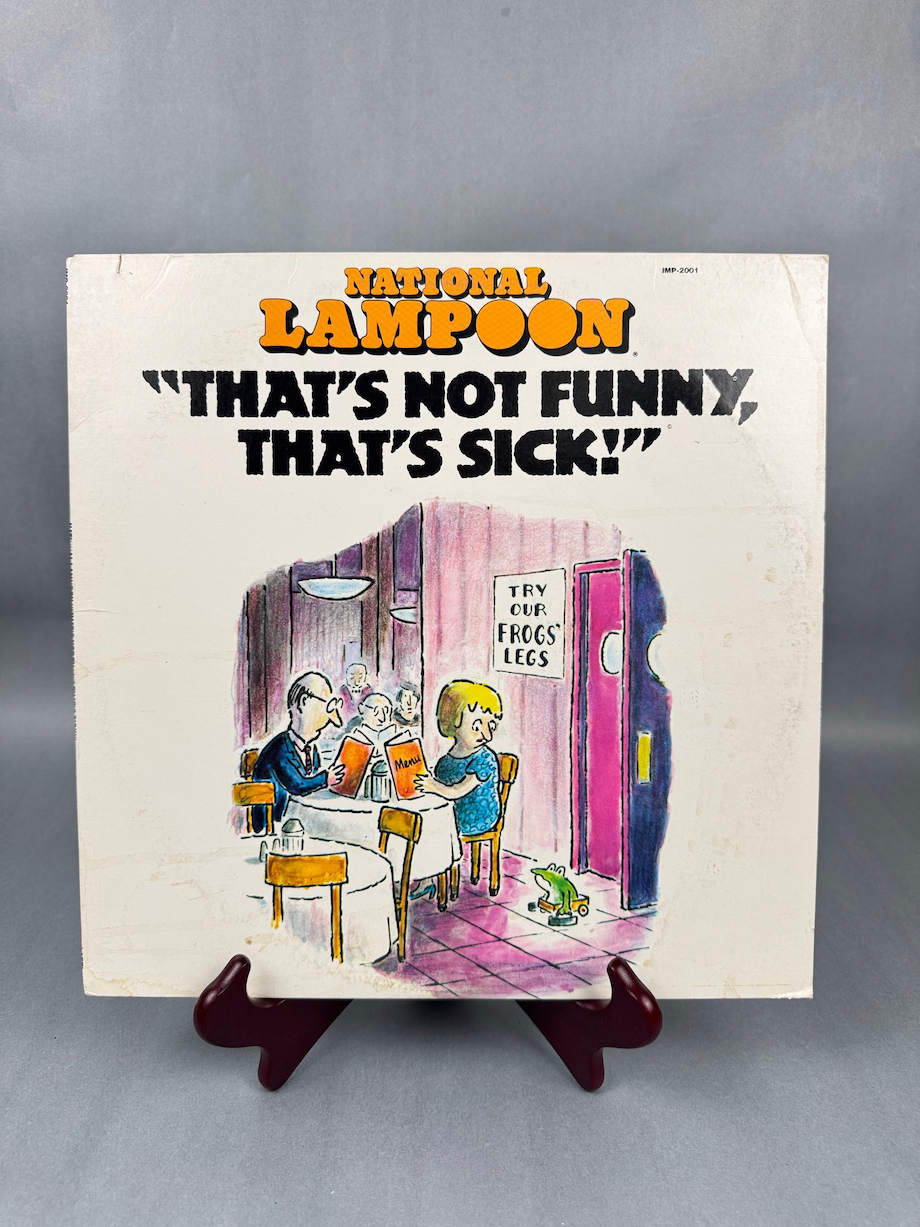 IMP-2001
NATIONAL
LAMPOON®
"THAT'S NOT FUNNY,
THAT'S SICK!"
©
TRY
OUR
FROGS'
LEGS
Menu